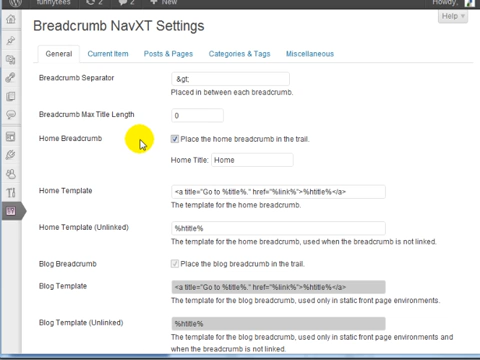 funnytees
New
Howdy,
Help
Breadcrumb NavXT Settings
General
Current Item
Posts & Pages
Categories & Tags
Miscellaneous
Breadcrumb Separator
&gt;
Placed in between each breadcrumb.
Breadcrumb Max Title Length
0
Home Breadcrumb
Place the home breadcrumb in the trail.
Home Title: Home
Home Template
<a title="Go to %title%." href="%link%">%htitle%</a>
The template for the home breadcrumb.
Home Template (Unlinked)
%htitle%
The template for the home breadcrumb, used when the breadcrumb is not linked.
Blog Breadcrumb
Place the blog breadcrumb in the trail.
Blog Template
<a title="Go to %title%." href="%link%">%htitle%</a>
The template for the blog breadcrumb, used only in static front page environments.
Blog Template (Unlinked)
%htitle%
The template for the blog breadcrumb, used only in static front page environments and
when the breadcrumb is not linked.